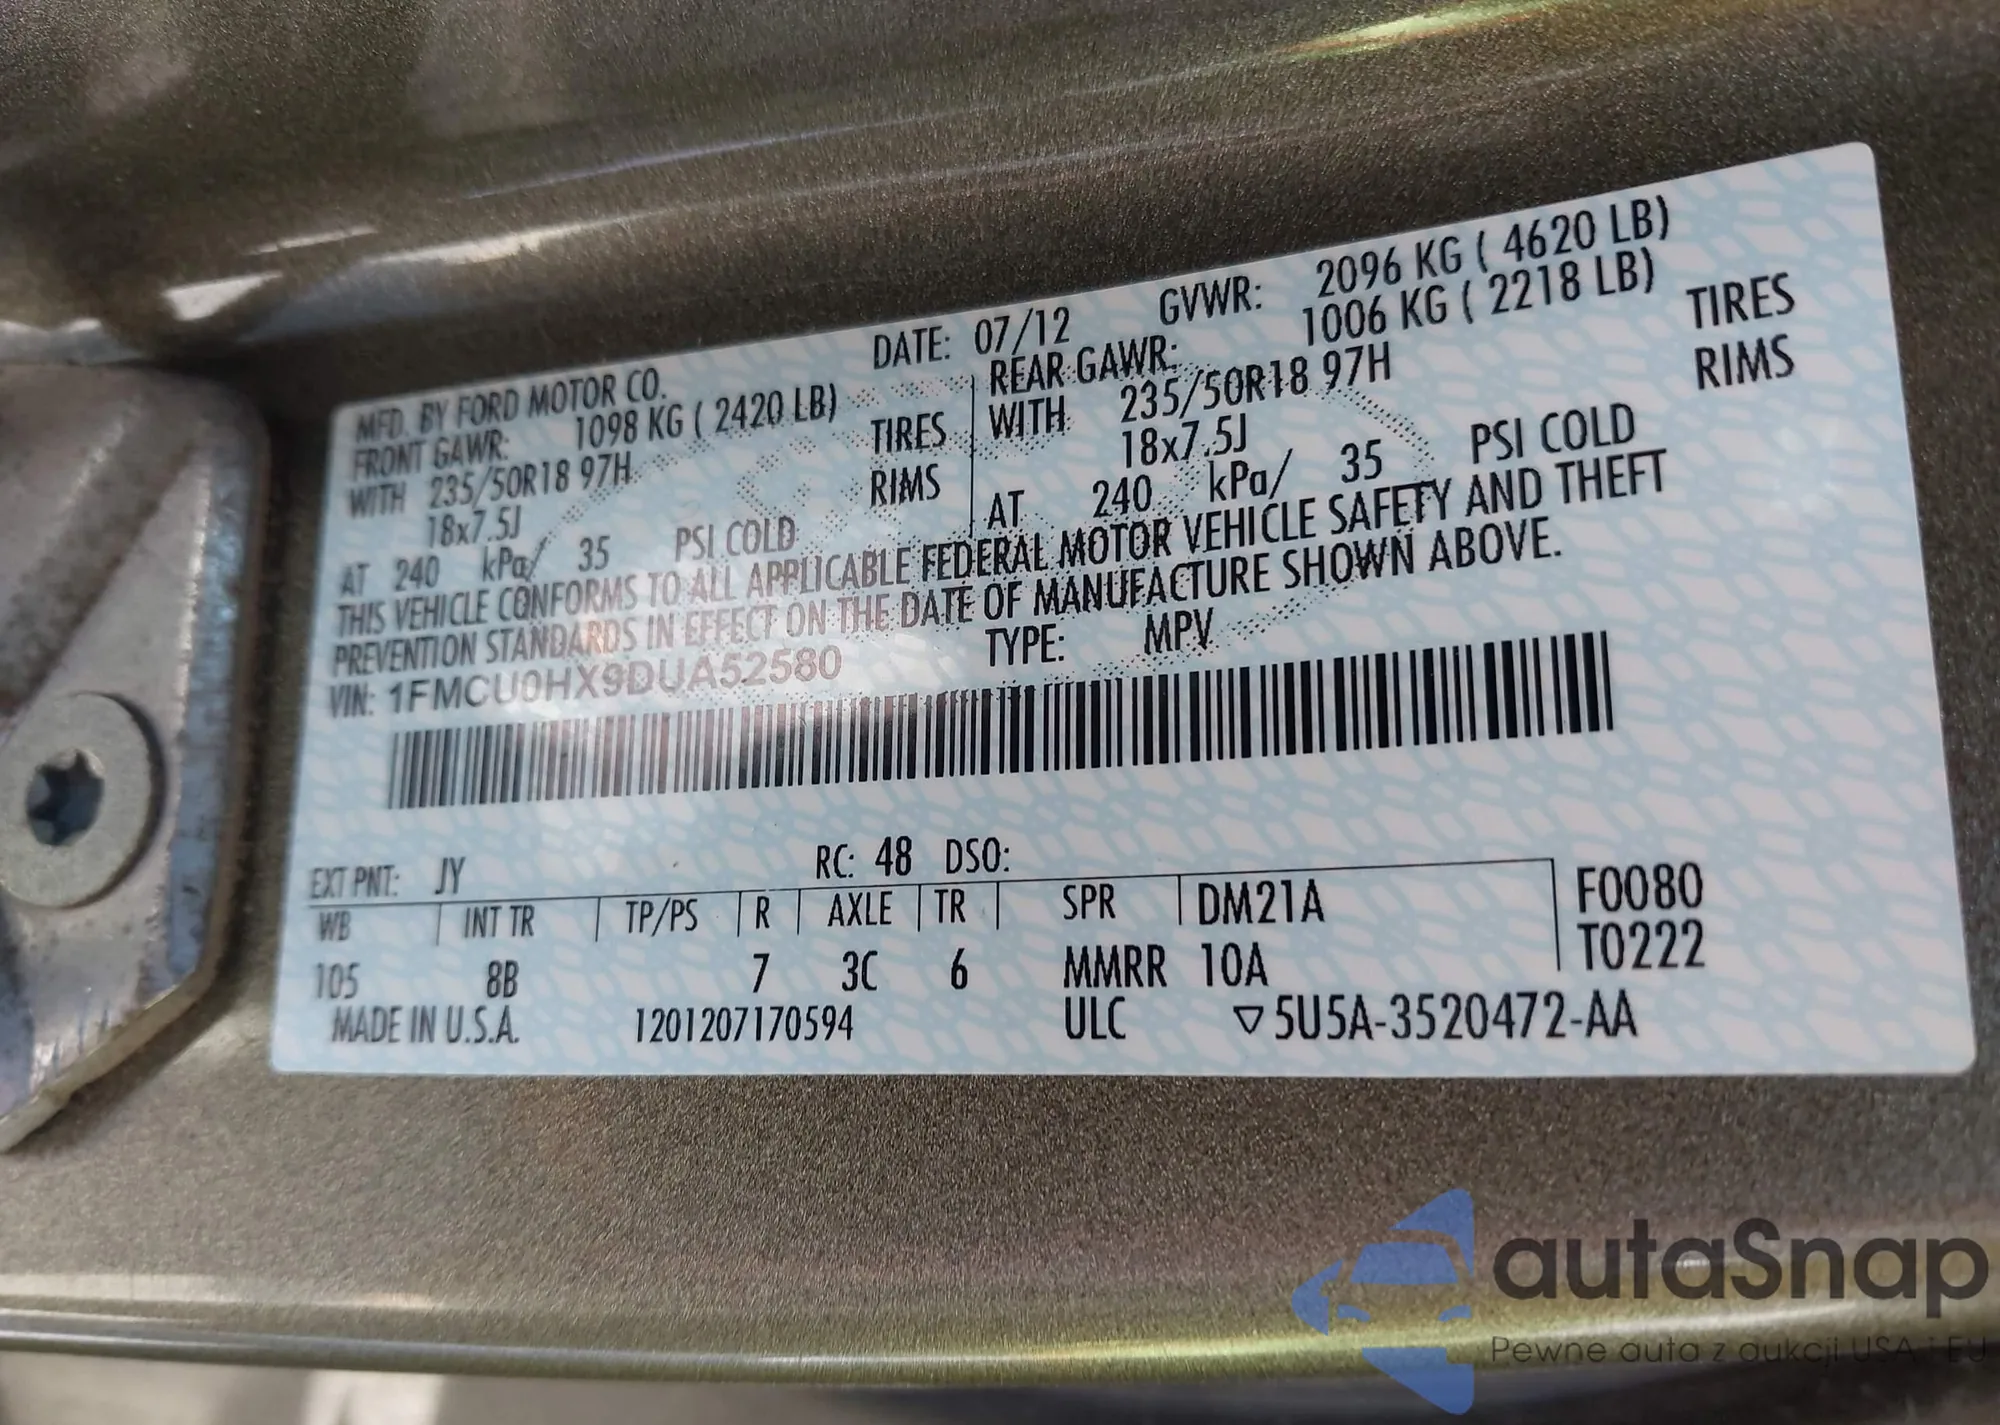 MFD. BY FORD MOTOR CO. DATE: 07/12 GVWR: 2096 KG ( 4620 LB)
FRONT GAWR: 1098 KG ( 2420 LB) REAR GAWR: 1006 KG ( 2218 LB)
WITH 235/50R18 97H TIRES WITH 235/50R18 97H TIRES
18x7.5J RIMS 18x7.5J RIMS
AT 240 kPa/ 35 PSI COLD AT 240 kPa/ 35 PSI COLD
THIS VEHICLE CONFORMS TO ALL APPLICABLE FEDERAL MOTOR VEHICLE SAFETY AND THEFT
PREVENTION STANDARDS IN EFFECT ON THE DATE OF MANUFACTURE SHOWN ABOVE.
VIN: 1FMCU0HX9DUA52580 TYPE: MPV
EXT PNT: JY RC: 48 DSO:
WB INT TR TP/PS R AXLE TR SPR DM21A F0080
105 8B 7 3C 6 MMRR 10A T0222
MADE IN U.S.A. 1201207170594 ULC ▽5U5A-3520472-AA
autaSnap
Pewne auta z aukcji USA i EU